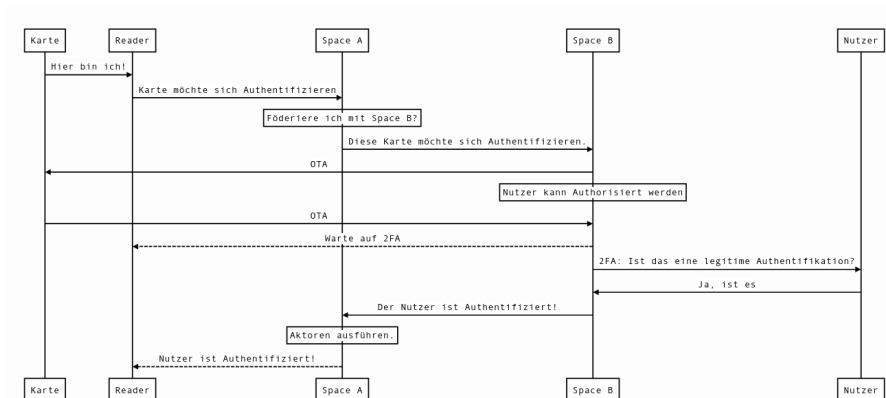 Karte Reader Space A Space B Nutzer
Hier bin ich!
Karte möchte sich Authentifizieren
Föderiere ich mit Space B?
Diese Karte möchte sich Authentifizieren.
OTA
Nutzer kann Authorisiert werden
OTA
Warte auf 2FA
2FA: Ist das eine legitime Authentifikation?
Ja, ist es
Der Nutzer ist Authentifiziert!
Aktoren ausführen.
Nutzer ist Authentifiziert!
Karte Reader Space A Space B Nutzer